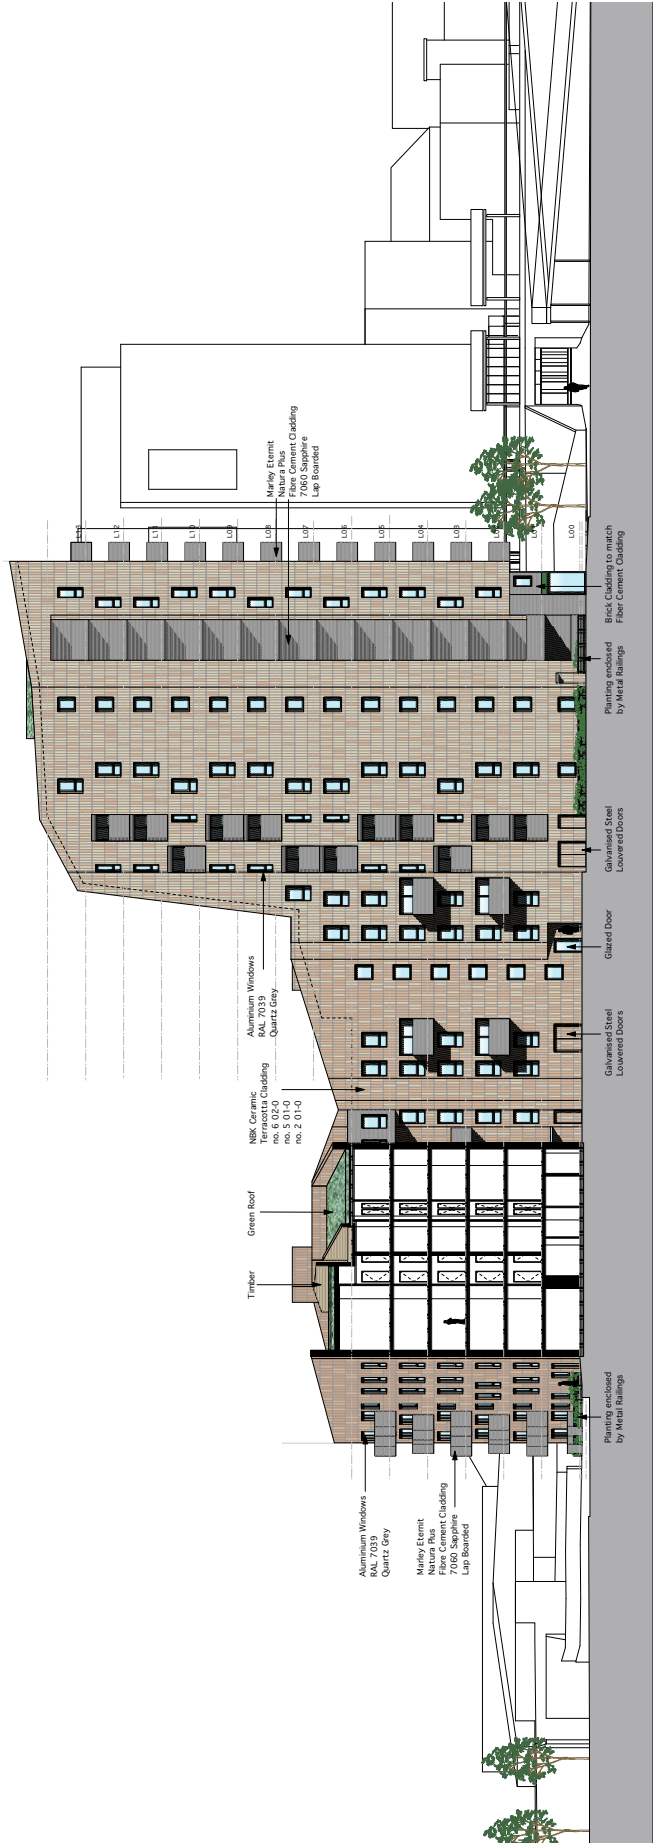 Marley Eternit
Natura Plus
Fibre Cement Cladding
7060 Sapphire
Lap Boarded
L13
L12
L11
L10
L09
L08
L07
L06
L05
L04
L03
L00
Aluminium Windows
RAL 7039
Quartz Grey
NBK Ceramic
Terracotta Cladding
no. 6 02-0
no. 5 01-0
no. 2 01-0
Green Roof
Timber
Aluminium Windows
RAL 7039
Quartz Grey
Marley Eternit
Natura Plus
Fibre Cement Cladding
7060 Sapphire
Lap Boarded
Planting enclosed
by Metal Railings
Galvanised Steel
Louvered Doors
Glazed Door
Galvanised Steel
Louvered Doors
Planting enclosed
by Metal Railings
Brick Cladding to match
Fiber Cement Cladding